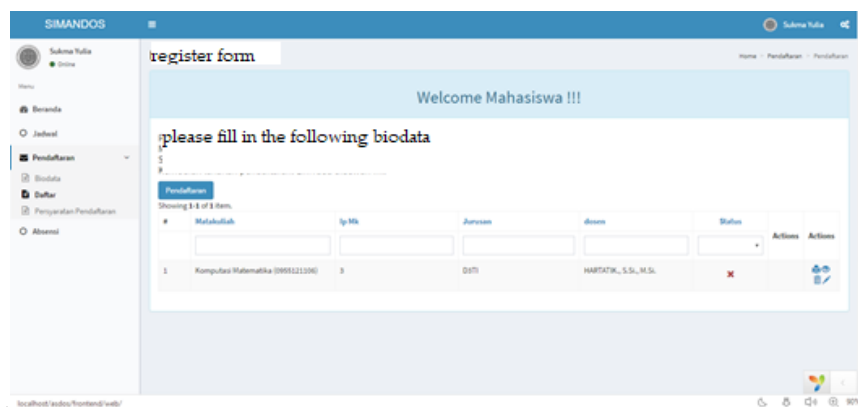 SIMANDOS
Sukma Yulia
Sukma Yulia
Online
register form
Home > Pendaftaran > Pendaftaran
Menu
Beranda
Jadwal
Pendaftaran
Biodata
Daftar
Persyaratan Pendaftaran
Absensi
Welcome Mahasiswa !!!
please fill in the following biodata
Pendaftaran
Showing 1-1 of 1 item.
# Matakuliah Ip Mk Jurusan dosen Status Actions Actions
1 Komputasi Matematika (0955121106) 3 D3TI HARTATIK., S.Si., M.Si.
localhost/asdos/frontend/web/
90%